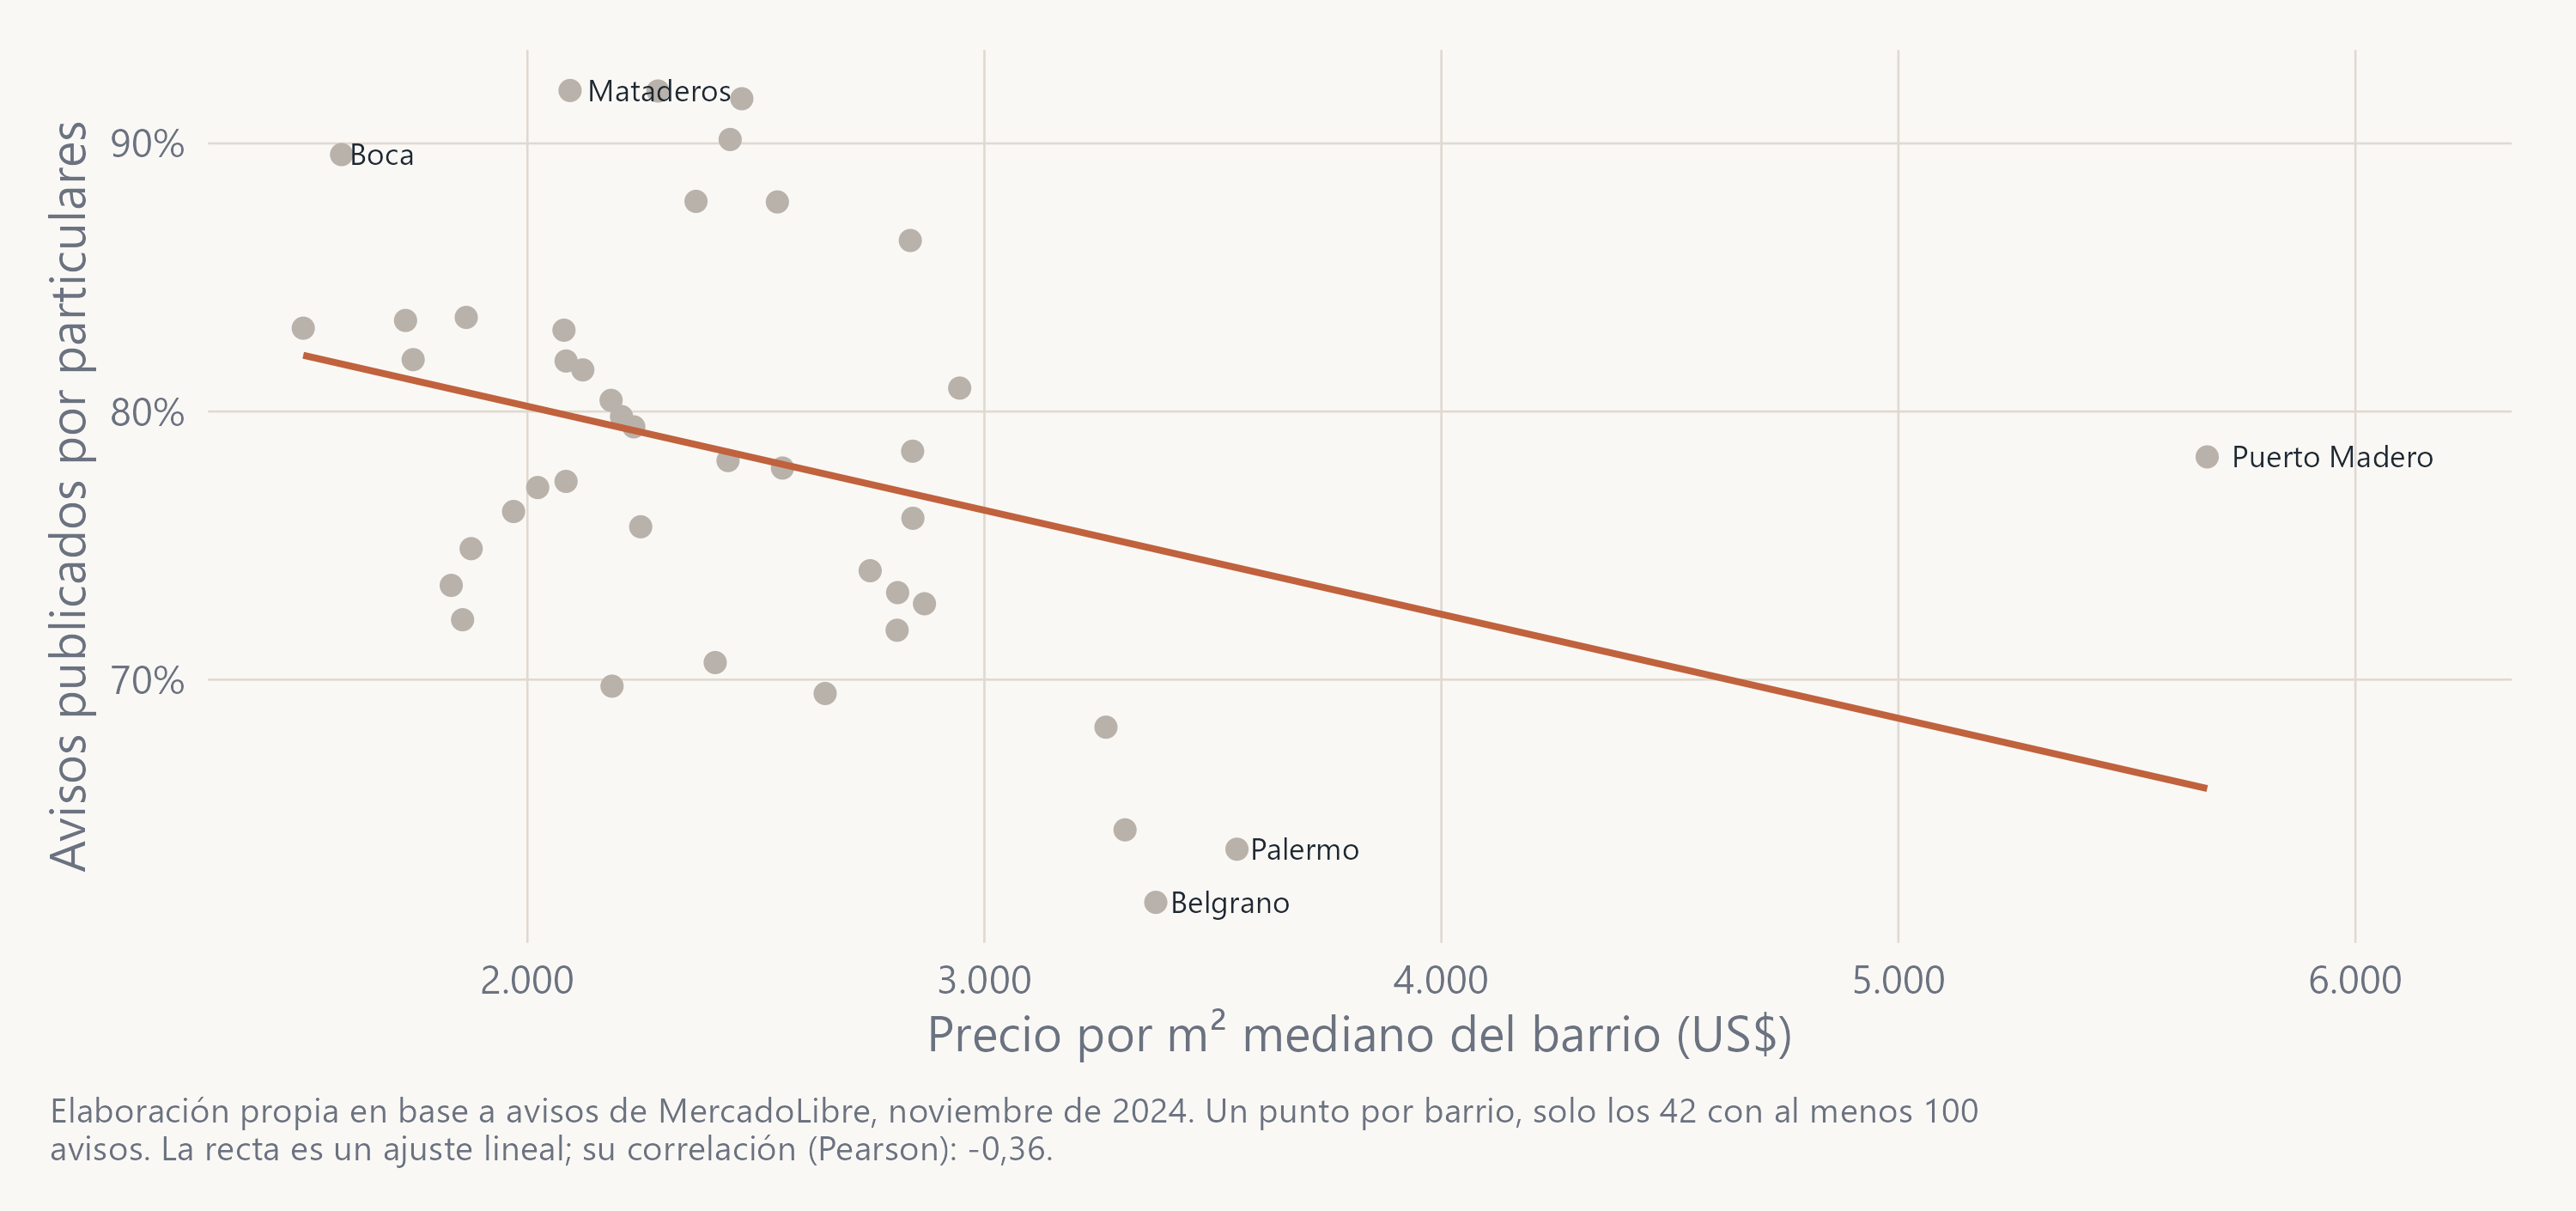 Avisos publicados por particulares
90%
80%
70%
Mataderos
Boca
Puerto Madero
Palermo
Belgrano
2.000 3.000 4.000 5.000 6.000
Precio por m² mediano del barrio (US$)
Elaboración propia en base a avisos de MercadoLibre, noviembre de 2024. Un punto por barrio, solo los 42 con al menos 100
avisos. La recta es un ajuste lineal; su correlación (Pearson): -0,36.